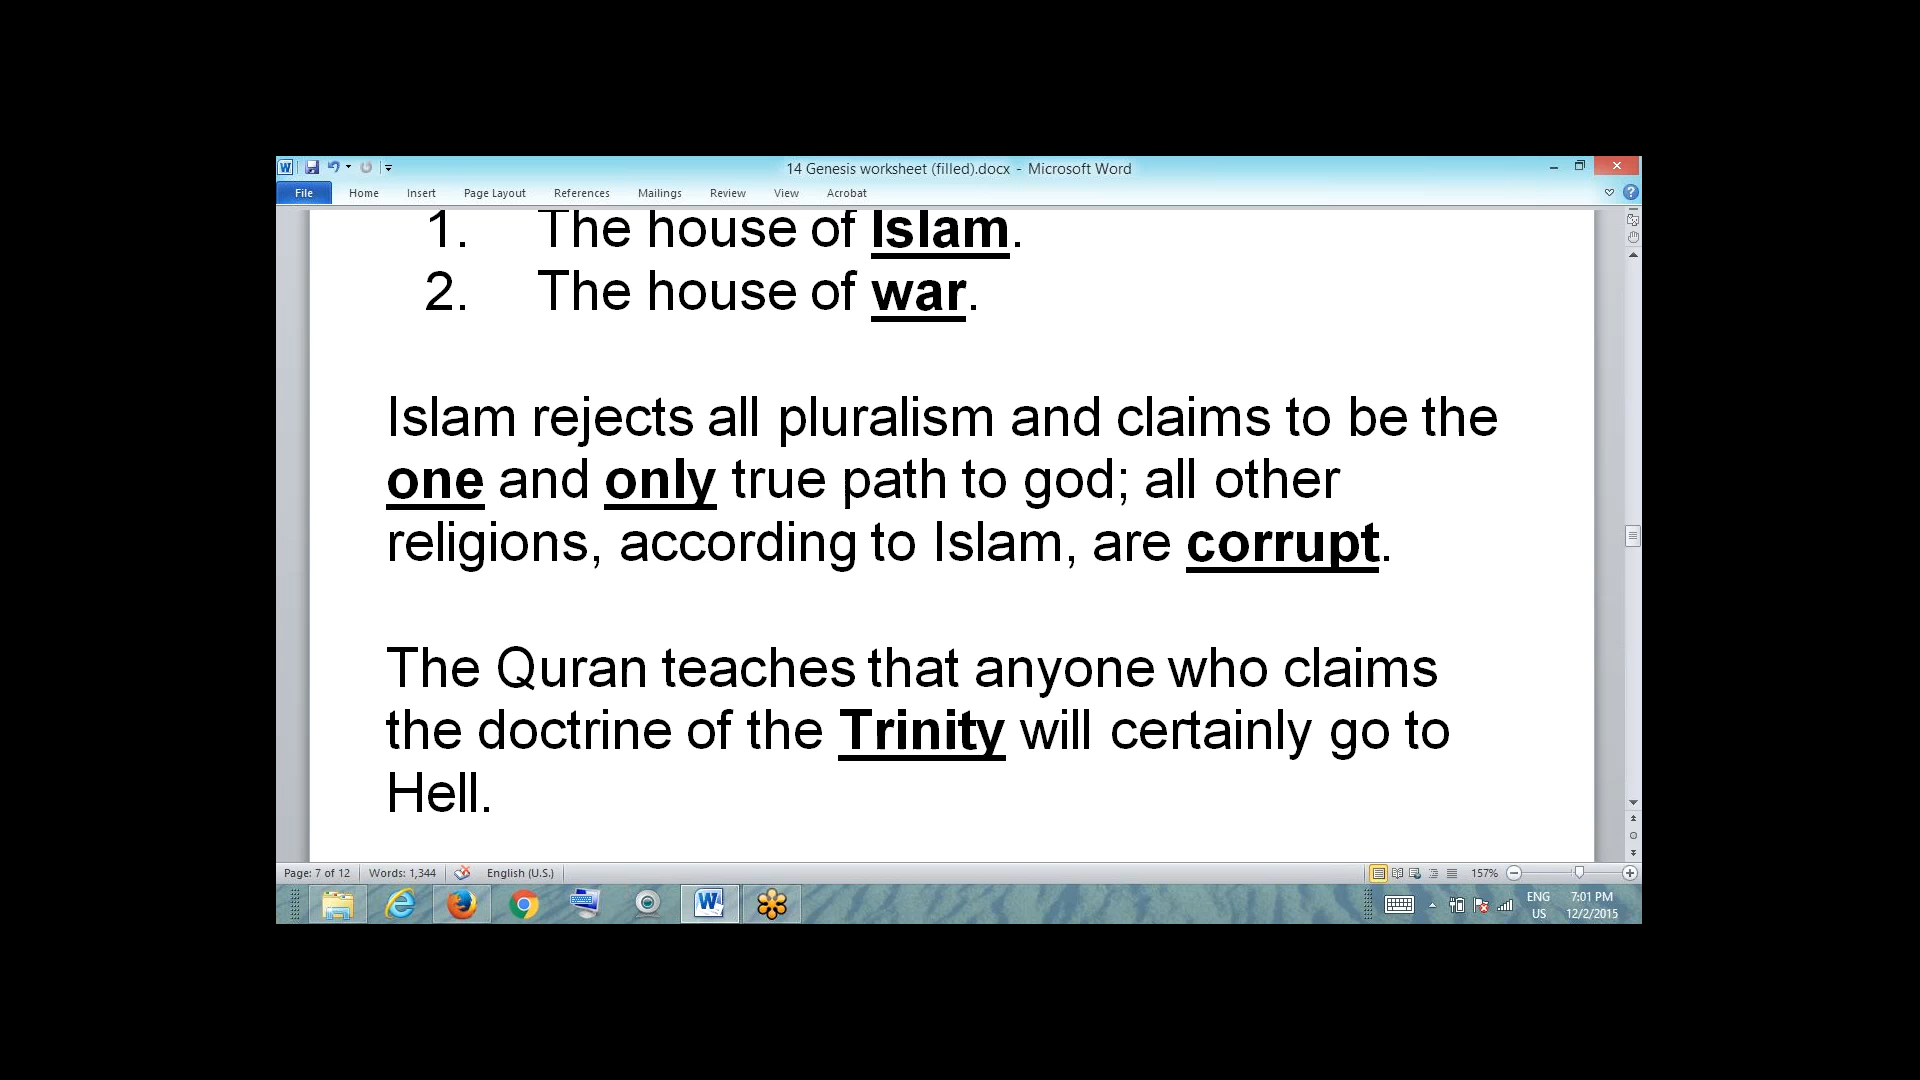 14 Genesis worksheet (filled).docx - Microsoft Word
File Home Insert Page Layout References Mailings Review View Acrobat
1. The house of Islam.
2. The house of war.
Islam rejects all pluralism and claims to be the
one and only true path to god; all other
religions, according to Islam, are corrupt.
The Quran teaches that anyone who claims
the doctrine of the Trinity will certainly go to
Hell.
Page: 7 of 12 Words: 1,344 English (U.S.) 157%
ENG 7:01 PM
US 12/2/2015